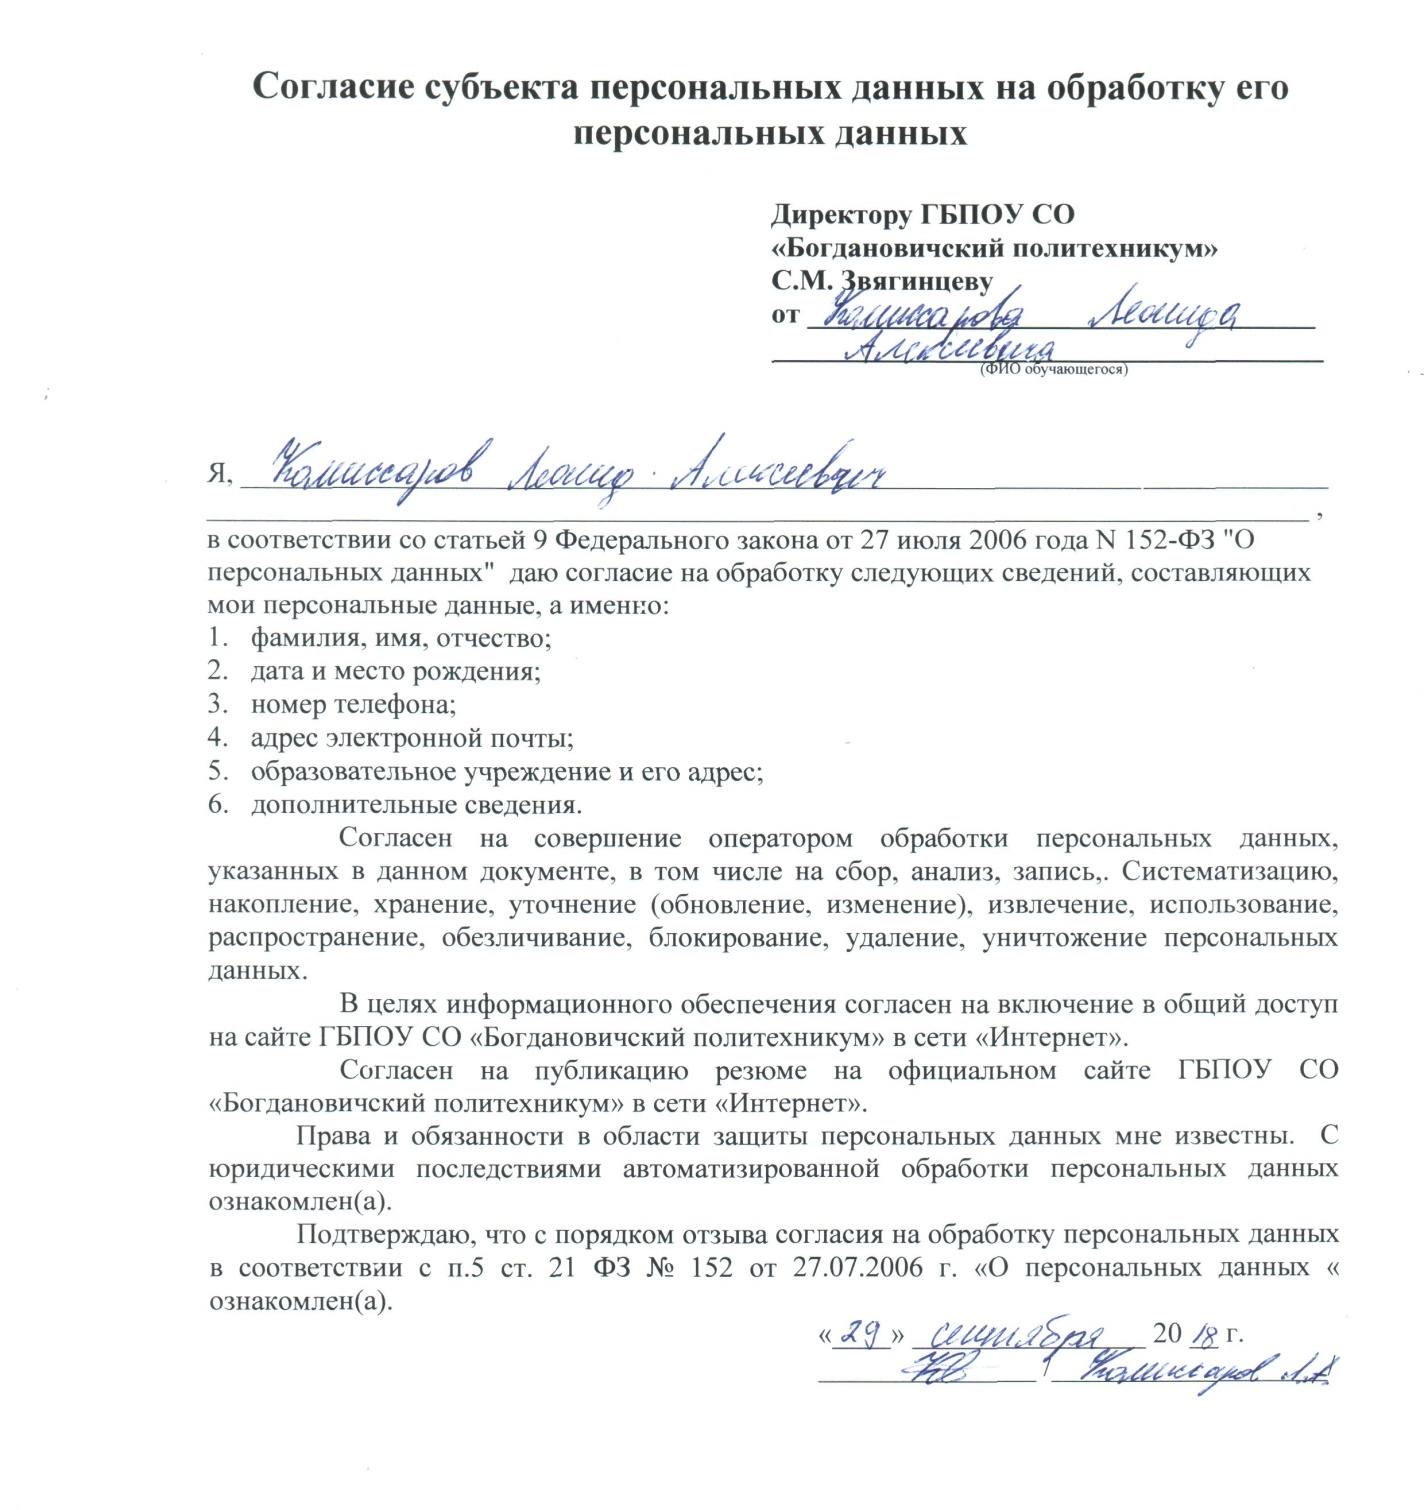 Согласие субъекта персональных данных на обработку его
персональных данных
Директору ГБПОУ СО
«Богдановичский политехникум»
С.М. Звягинцеву
от Комиссарова Леонида
Алексеевича
(ФИО обучающегося)
Я, Комиссаров Леонид Алексеевич
,
в соответствии со статьей 9 Федерального закона от 27 июля 2006 года N 152-ФЗ "О
персональных данных" даю согласие на обработку следующих сведений, составляющих
мои персональные данные, а именно:
1. фамилия, имя, отчество;
2. дата и место рождения;
3. номер телефона;
4. адрес электронной почты;
5. образовательное учреждение и его адрес;
6. дополнительные сведения.
Согласен на совершение оператором обработки персональных данных,
указанных в данном документе, в том числе на сбор, анализ, запись,. Систематизацию,
накопление, хранение, уточнение (обновление, изменение), извлечение, использование,
распространение, обезличивание, блокирование, удаление, уничтожение персональных
данных.
В целях информационного обеспечения согласен на включение в общий доступ
на сайте ГБПОУ СО «Богдановичский политехникум» в сети «Интернет».
Согласен на публикацию резюме на официальном сайте ГБПОУ СО
«Богдановичский политехникум» в сети «Интернет».
Права и обязанности в области защиты персональных данных мне известны. С
юридическими последствиями автоматизированной обработки персональных данных
ознакомлен(а).
Подтверждаю, что с порядком отзыва согласия на обработку персональных данных
в соответствии с п.5 ст. 21 ФЗ № 152 от 27.07.2006 г. «О персональных данных «
ознакомлен(а).
«29» сентября 2018 г.
/ Комиссаров Л.А.